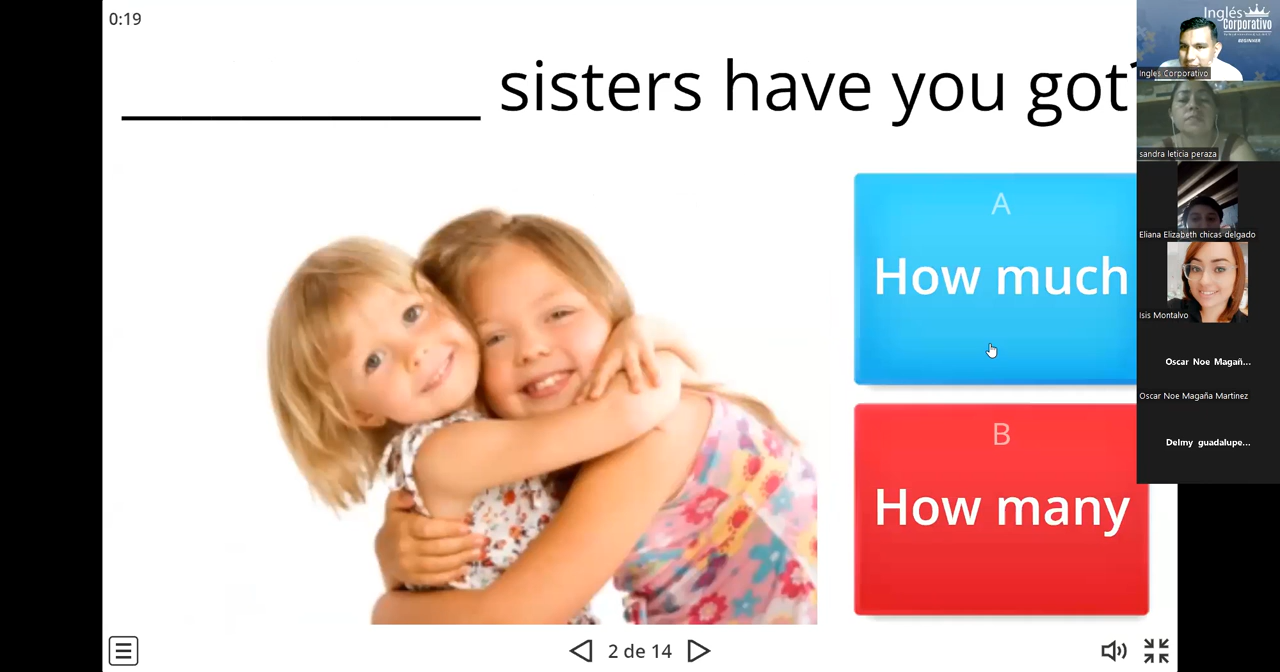 0:19
____________ sisters have you got?
A
How much
B
How many
2 de 14
Inglés
Corporativo
BEGINNER
Ingles Corporativo
sandra leticia peraza
Eliana Elizabeth chicas delgado
Isis Montalvo
Oscar Noe Magañ...
Oscar Noe Magaña Martinez
Delmy guadalupe...